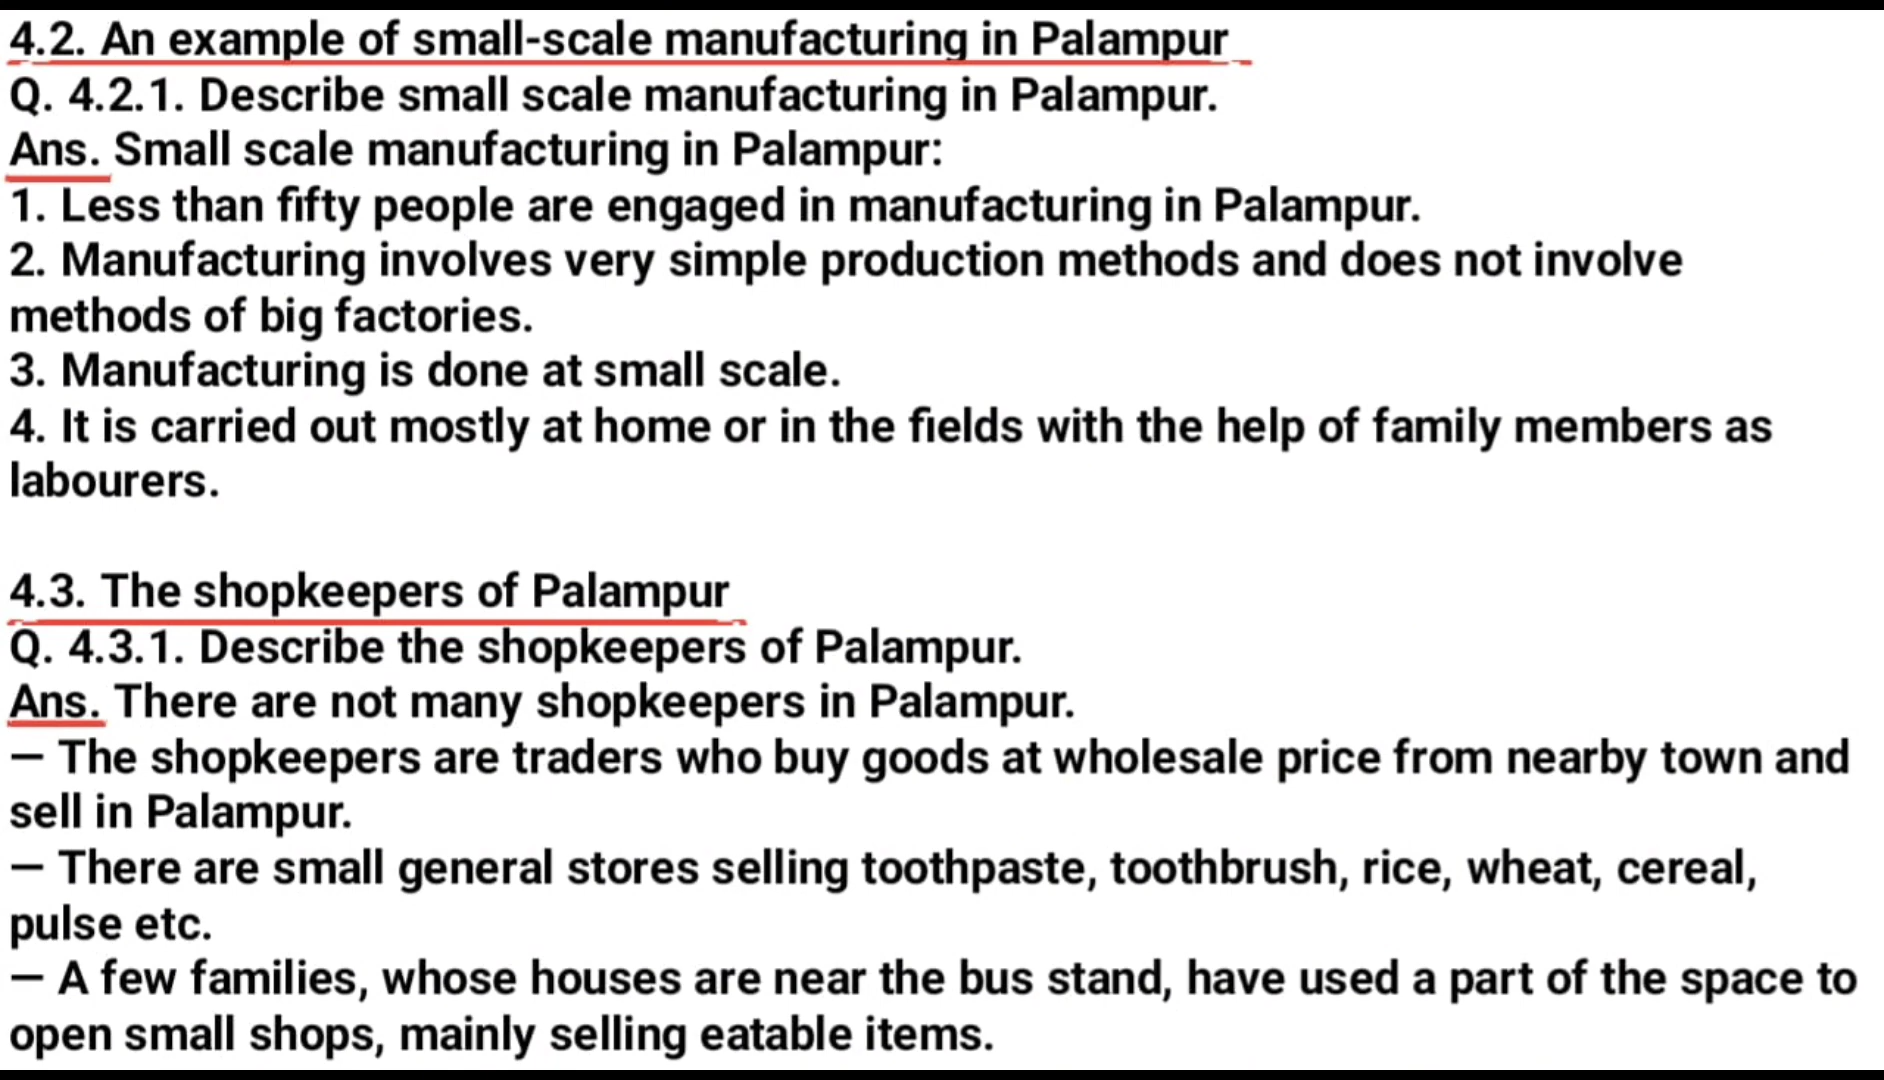 4.2. An example of small-scale manufacturing in Palampur
Q. 4.2.1. Describe small scale manufacturing in Palampur.
Ans. Small scale manufacturing in Palampur:
1. Less than fifty people are engaged in manufacturing in Palampur.
2. Manufacturing involves very simple production methods and does not involve
methods of big factories.
3. Manufacturing is done at small scale.
4. It is carried out mostly at home or in the fields with the help of family members as
labourers.
4.3. The shopkeepers of Palampur
Q. 4.3.1. Describe the shopkeepers of Palampur.
Ans. There are not many shopkeepers in Palampur.
— The shopkeepers are traders who buy goods at wholesale price from nearby town and
sell in Palampur.
— There are small general stores selling toothpaste, toothbrush, rice, wheat, cereal,
pulse etc.
— A few families, whose houses are near the bus stand, have used a part of the space to
open small shops, mainly selling eatable items.